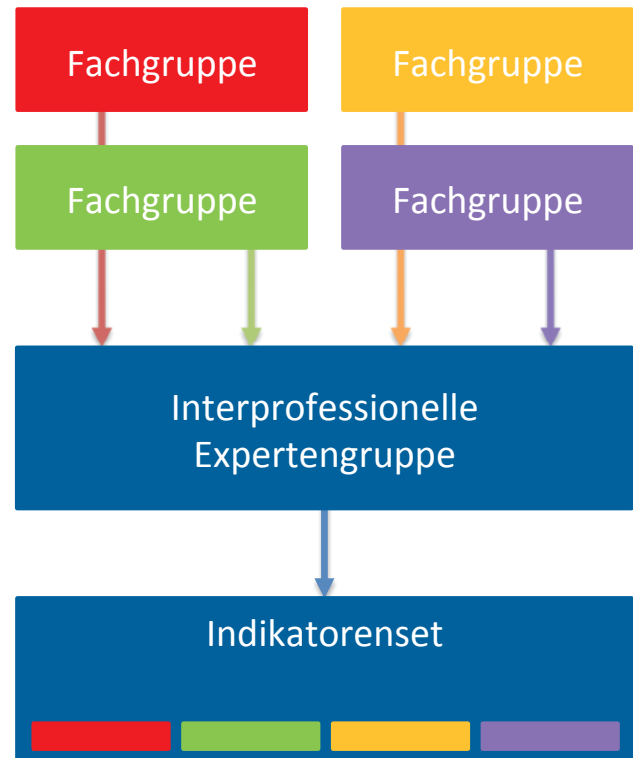 Fachgruppe
Fachgruppe
Fachgruppe
Fachgruppe
Interprofessionelle
Expertengruppe
Indikatorenset